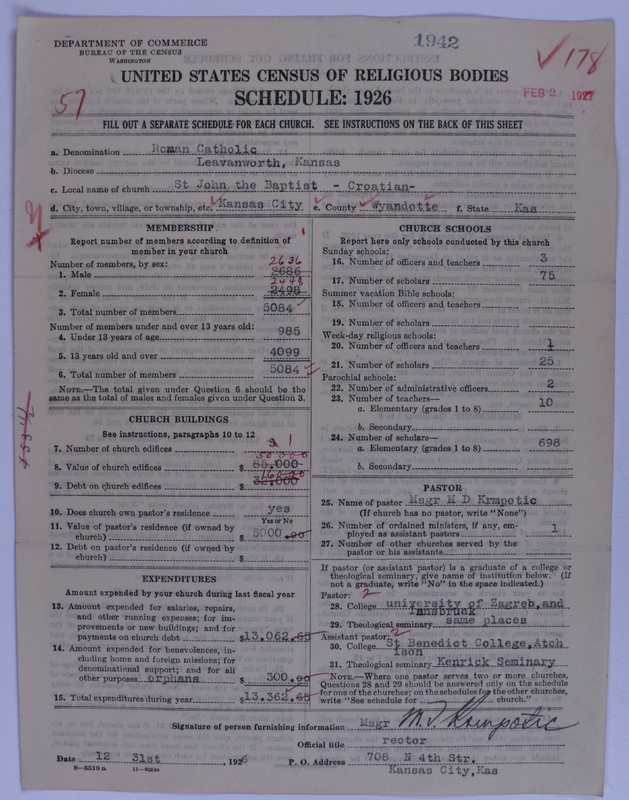 DEPARTMENT OF COMMERCE
BUREAU OF THE CENSUS
WASHINGTON
1942
✓178
57
UNITED STATES CENSUS OF RELIGIOUS BODIES
SCHEDULE: 1926
FEB 2 1927
FILL OUT A SEPARATE SCHEDULE FOR EACH CHURCH. SEE INSTRUCTIONS ON THE BACK OF THIS SHEET
a. Denomination Roman Catholic
b. Diocese Leavanworth, Kansas
c. Local name of church St John the Baptist - Croatian-
d. City, town, village, or township, etc. Kansas City e. County Wyandotte f. State Kas
MEMBERSHIP
Report number of members according to definition of
member in your church
Number of members, by sex:
2636
1. Male 2686
2448
2. Female 2498
3. Total number of members 5084
Number of members under and over 13 years old:
4. Under 13 years of age 985
5. 13 years old and over 4099
6. Total number of members 5084
NOTE.—The total given under Question 6 should be the
same as the total of males and females given under Question 3.
CHURCH BUILDINGS
See instructions, paragraphs 10 to 12
7. Number of church edifices 1
8. Value of church edifices $ 85,000
9. Debt on church edifices $
10. Does church own pastor's residence? yes
Yes or No
11. Value of pastor's residence (if owned by
church) $ 5000.00
12. Debt on pastor's residence (if owned by
church) $
EXPENDITURES
Amount expended by your church during last fiscal year
13. Amount expended for salaries, repairs,
and other running expenses; for im-
provements or new buildings; and for
payments on church debt $13,062.65
14. Amount expended for benevolences, in-
cluding home and foreign missions; for
denominational support; and for all
other purposes orphans $ 300.00
15. Total expenditures during year $13,362.65
CHURCH SCHOOLS
Report here only schools conducted by this church
Sunday schools:
16. Number of officers and teachers 3
17. Number of scholars 75
Summer vacation Bible schools:
18. Number of officers and teachers
19. Number of scholars
Week-day religious schools:
20. Number of officers and teachers 1
21. Number of scholars 25
Parochial schools:
22. Number of administrative officers 2
23. Number of teachers—
a. Elementary (grades 1 to 8) 10
b. Secondary
24. Number of scholars—
a. Elementary (grades 1 to 8) 698
b. Secondary
PASTOR
25. Name of pastor Msgr M D Krmpotic
(If church has no pastor, write "None")
26. Number of ordained ministers, if any, em-
ployed as assistant pastors 1
27. Number of other churches served by the
pastor or his assistants
If pastor (or assistant pastor) is a graduate of a college or
theological seminary, give name of institution below. (If
not a graduate, write "No" in the space indicated.)
Pastor: 2
28. College university of Zagreb,and
Innsbruck
29. Theological seminary same places
Assistant pastor: 2
30. College St Benedict College,Atch
ison
31. Theological seminary Kenrick Seminary
NOTE.—Where one pastor serves two or more churches,
Questions 28 and 29 should be answered only on the schedule
for one of the churches; on the schedules for the other churches,
write "See schedule for church."
Signature of person furnishing information Msgr M. D. Krmpotic
Official title rector
Date 12 31st, 1926 P. O. Address 708 N 4th Str.
Kansas City,Kas
8—5519a 11—9064a